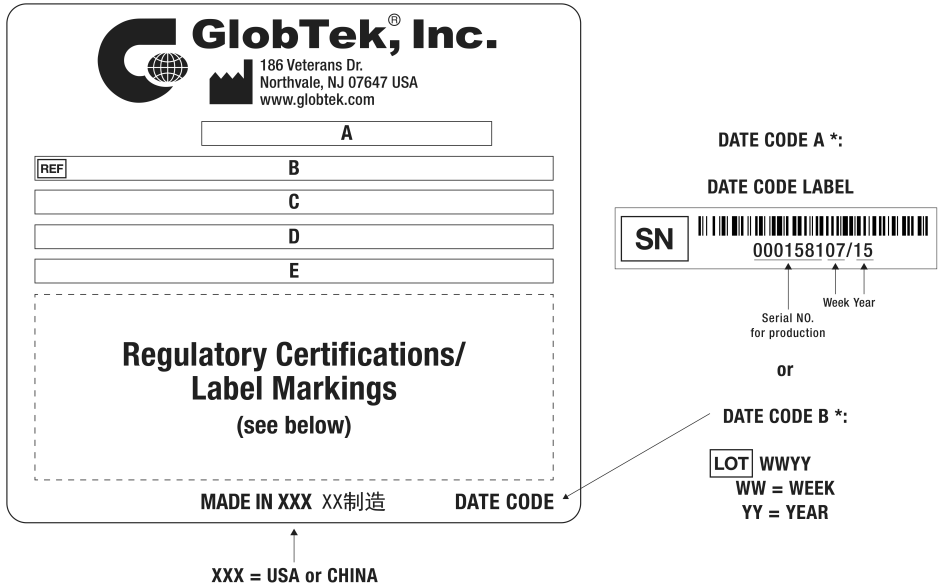 GlobTek®, Inc.
186 Veterans Dr.
Northvale, NJ 07647 USA
www.globtek.com
A
REF B
C
D
E
Regulatory Certifications/
Label Markings
(see below)
MADE IN XXX XX制造 DATE CODE
XXX = USA or CHINA
DATE CODE A *:
DATE CODE LABEL
SN
000158107/15
Week Year
Serial NO.
for production
or
DATE CODE B *:
LOT WWYY
WW = WEEK
YY = YEAR